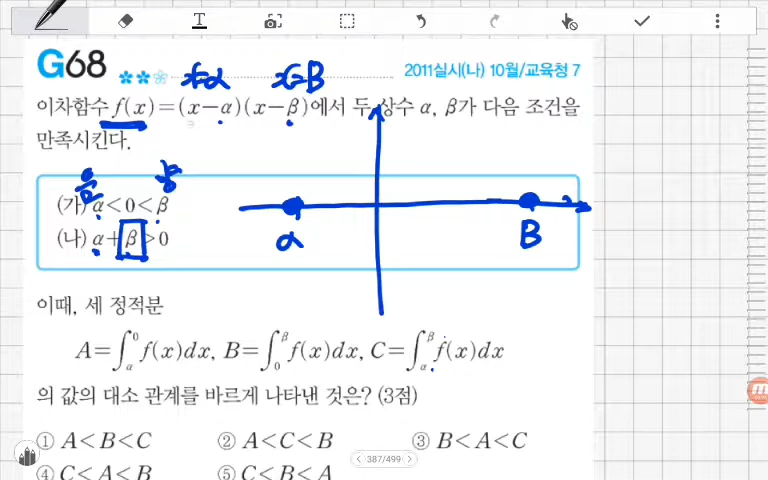 G68
2011실시(나) 10월/교육청 7
x=α x=B
이차함수 f(x)=(x-α)(x-β)에서 두 상수 α, β가 다음 조건을
만족시킨다.
음 양
(가) α<0<β
(나) α+β>0
α B
이때, 세 정적분
A=∫_α^0 f(x)dx, B=∫_0^β f(x)dx, C=∫_α^β f(x)dx
의 값의 대소 관계를 바르게 나타낸 것은? (3점)
① A<B<C ② A<C<B ③ B<A<C
④ C<A<B ⑤ C<B<A
387/499